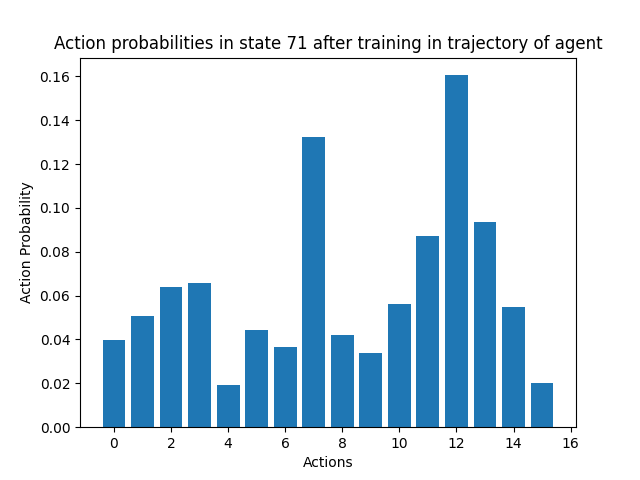 Action probabilities in state 71 after training in trajectory of agent
0.16
0.14
0.12
0.10
0.08
0.06
0.04
0.02
0.00
Action Probability
0 2 4 6 8 10 12 14 16
Actions